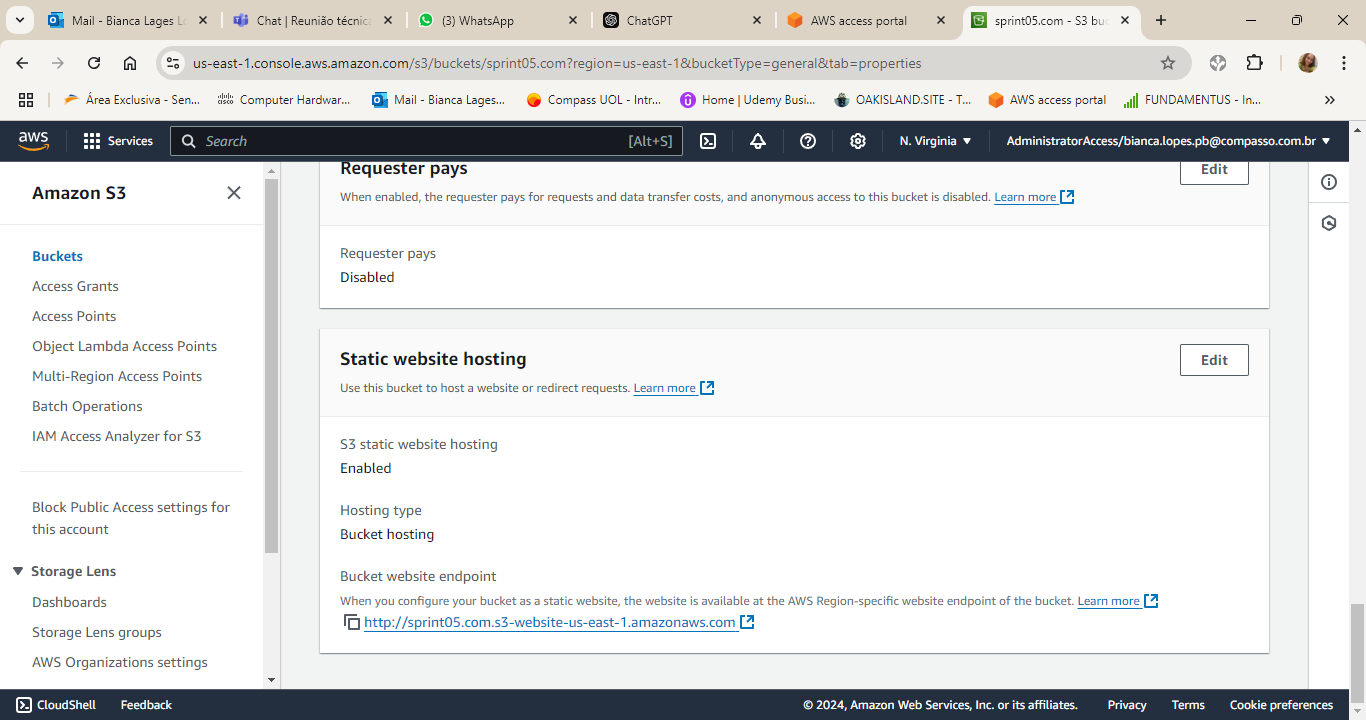 Mail - Bianca Lages Lo
Chat | Reunião técnica
(3) WhatsApp
ChatGPT
AWS access portal
sprint05.com - S3 buc
us-east-1.console.aws.amazon.com/s3/buckets/sprint05.com?region=us-east-1&bucketType=general&tab=properties
Área Exclusiva - Sen...
Computer Hardwar...
Mail - Bianca Lages...
Compass UOL - Intr...
Home | Udemy Busi...
OAKISLAND.SITE - T...
AWS access portal
FUNDAMENTUS - In...
aws
Services
Search
[Alt+S]
N. Virginia
AdministratorAccess/bianca.lopes.pb@compasso.com.br
Amazon S3
Buckets
Access Grants
Access Points
Object Lambda Access Points
Multi-Region Access Points
Batch Operations
IAM Access Analyzer for S3
Block Public Access settings for
this account
Storage Lens
Dashboards
Storage Lens groups
AWS Organizations settings
Requester pays
Edit
When enabled, the requester pays for requests and data transfer costs, and anonymous access to this bucket is disabled. Learn more
Requester pays
Disabled
Static website hosting
Edit
Use this bucket to host a website or redirect requests. Learn more
S3 static website hosting
Enabled
Hosting type
Bucket hosting
Bucket website endpoint
When you configure your bucket as a static website, the website is available at the AWS Region-specific website endpoint of the bucket. Learn more
http://sprint05.com.s3-website-us-east-1.amazonaws.com
CloudShell
Feedback
© 2024, Amazon Web Services, Inc. or its affiliates.
Privacy
Terms
Cookie preferences